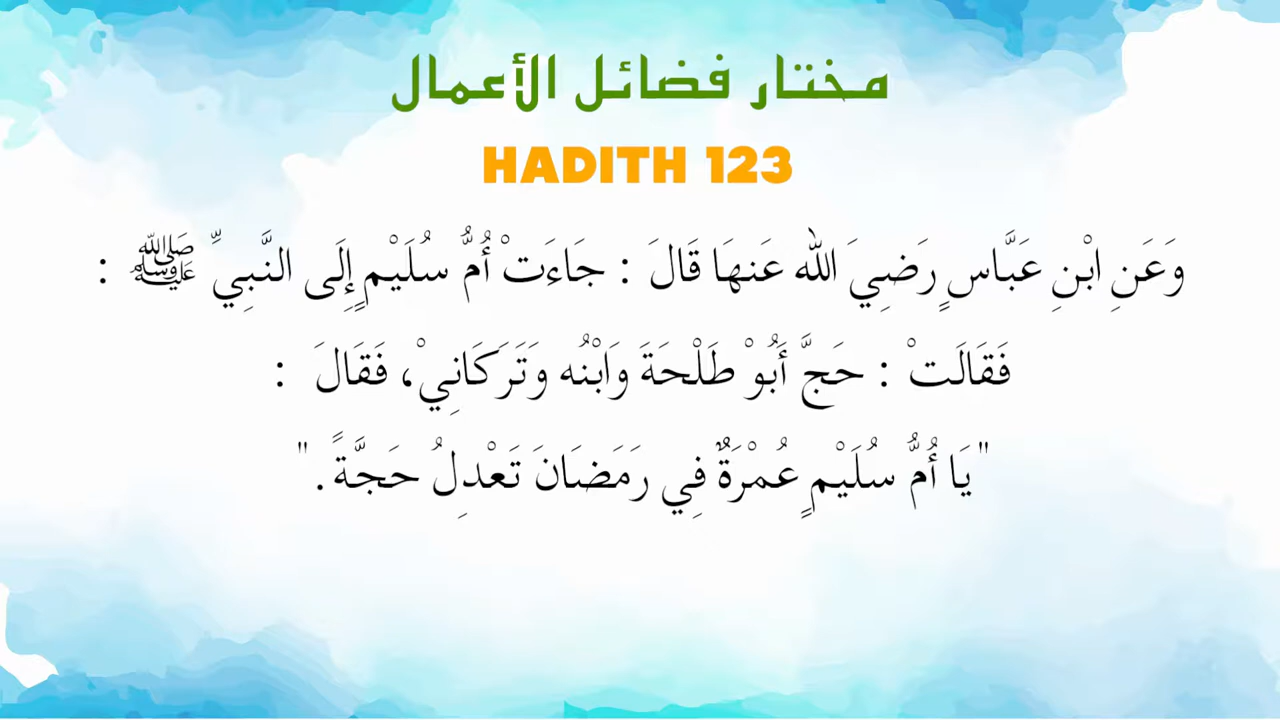 مختار فضائل الأعمال
HADITH 123
وَعَنِ ابْنِ عَبَّاسٍ رَضِيَ الله عَنهَا قَالَ : جَاءَتْ أُمُّ سُلَيْمٍ إِلَى النَّبِيِّ ﷺ :
فَقَالَتْ : حَجَّ أَبُوْ طَلْحَةَ وَابْنُه وَتَرَكَانِيْ، فَقَالَ :
"يَا أُمُّ سُلَيْمٍ عُمْرَةٌ فِي رَمَضَانَ تَعْدِلُ حَجَّةً."